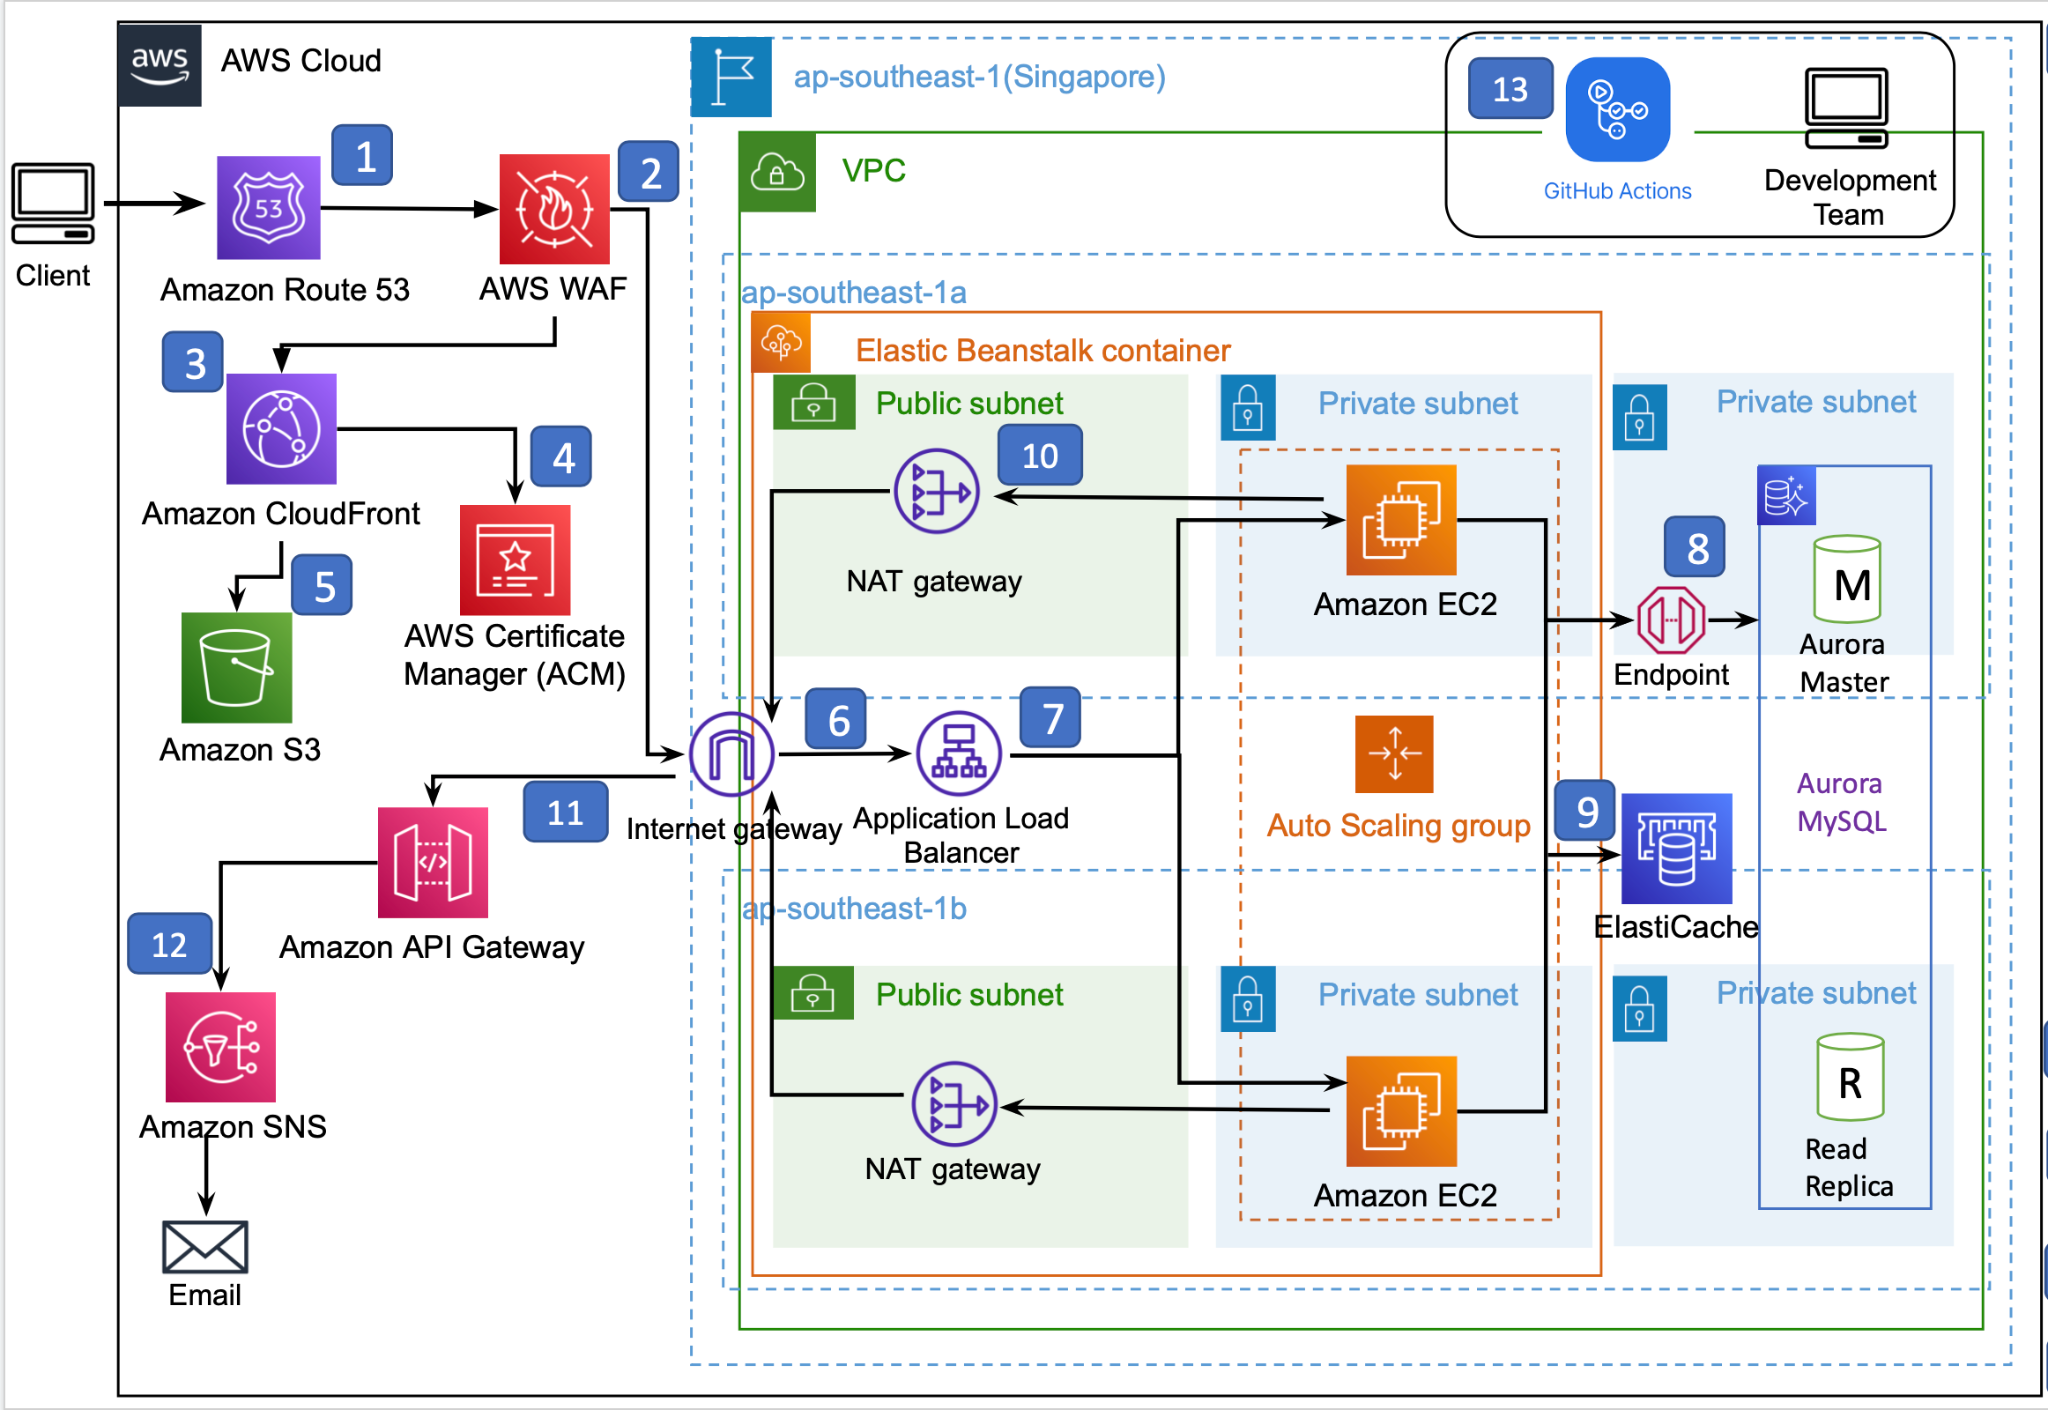 aws
AWS Cloud
ap-southeast-1(Singapore)
13
GitHub Actions
Development
Team
VPC
1
2
53
Client
Amazon Route 53
AWS WAF
ap-southeast-1a
3
Elastic Beanstalk container
Public subnet
Private subnet
Private subnet
4
10
Amazon CloudFront
5
NAT gateway
Amazon EC2
8
M
Endpoint
Aurora
Master
AWS Certificate
Manager (ACM)
Amazon S3
6
7
11
Internet gateway
Application Load
Balancer
Auto Scaling group
9
Aurora
MySQL
</>
ElastiCache
ap-southeast-1b
12
Amazon API Gateway
Public subnet
Private subnet
Private subnet
R
Amazon SNS
NAT gateway
Amazon EC2
Read
Replica
Email